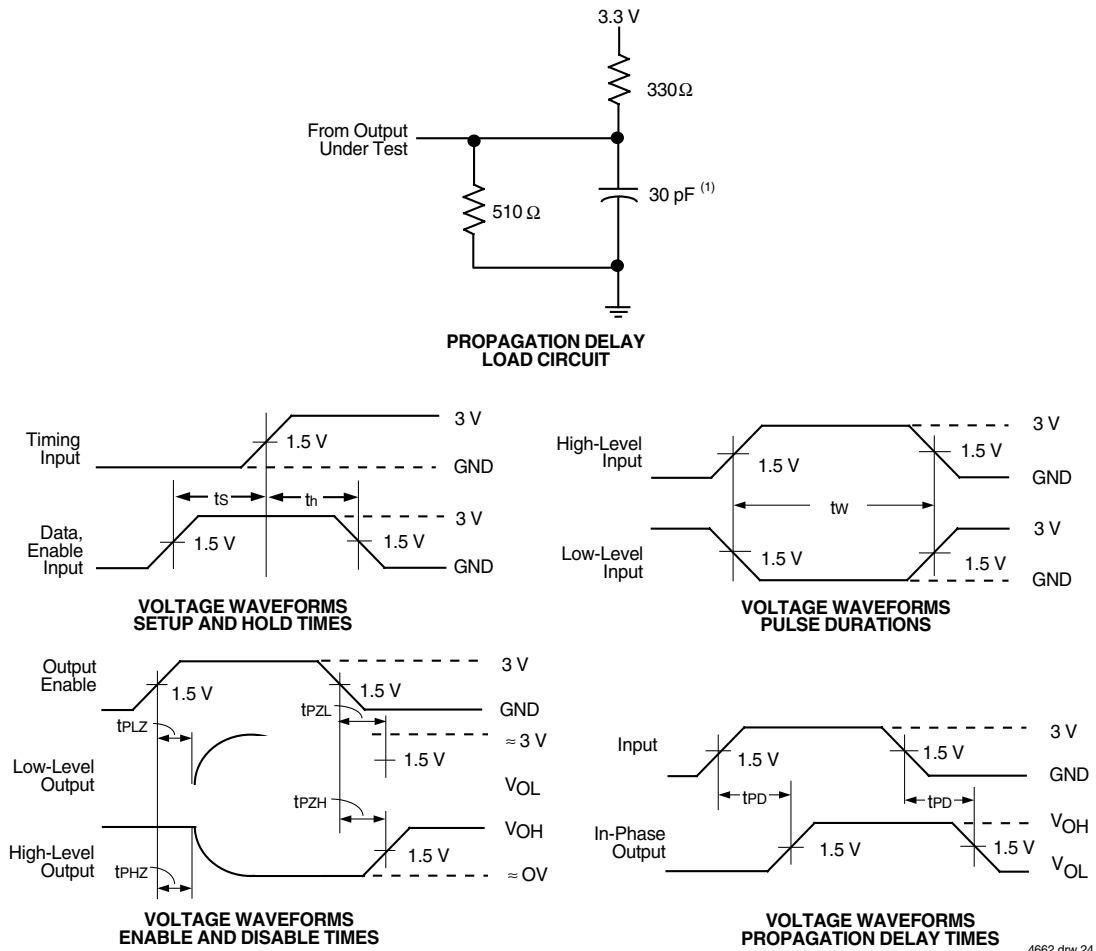 3.3 V
330Ω
From Output
Under Test
510 Ω
30 pF (1)
PROPAGATION DELAY
LOAD CIRCUIT
Timing
Input
3 V
1.5 V
GND
tS
th
Data,
Enable
Input
3 V
1.5 V
1.5 V
GND
VOLTAGE WAVEFORMS
SETUP AND HOLD TIMES
High-Level
Input
3 V
1.5 V
1.5 V
GND
tW
Low-Level
Input
3 V
1.5 V
1.5 V
GND
VOLTAGE WAVEFORMS
PULSE DURATIONS
Output
Enable
3 V
1.5 V
1.5 V
GND
tPLZ
tPZL
Low-Level
Output
≈ 3 V
1.5 V
VOL
tPZH
High-Level
Output
VOH
1.5 V
tPHZ
≈ OV
VOLTAGE WAVEFORMS
ENABLE AND DISABLE TIMES
Input
3 V
1.5 V
1.5 V
GND
tPD
tPD
In-Phase
Output
VOH
1.5 V
1.5 V
VOL
VOLTAGE WAVEFORMS
PROPAGATION DELAY TIMES
4662 drw 24